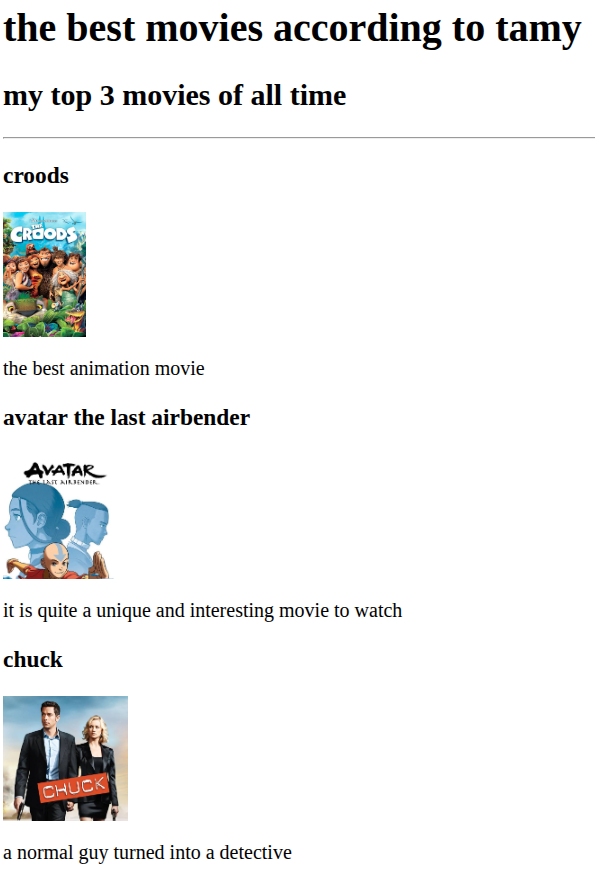 the best movies according to tamy
my top 3 movies of all time
croods
THE
CROODS
the best animation movie
avatar the last airbender
AVATAR
THE LAST AIRBENDER
it is quite a unique and interesting movie to watch
chuck
CHUCK
a normal guy turned into a detective